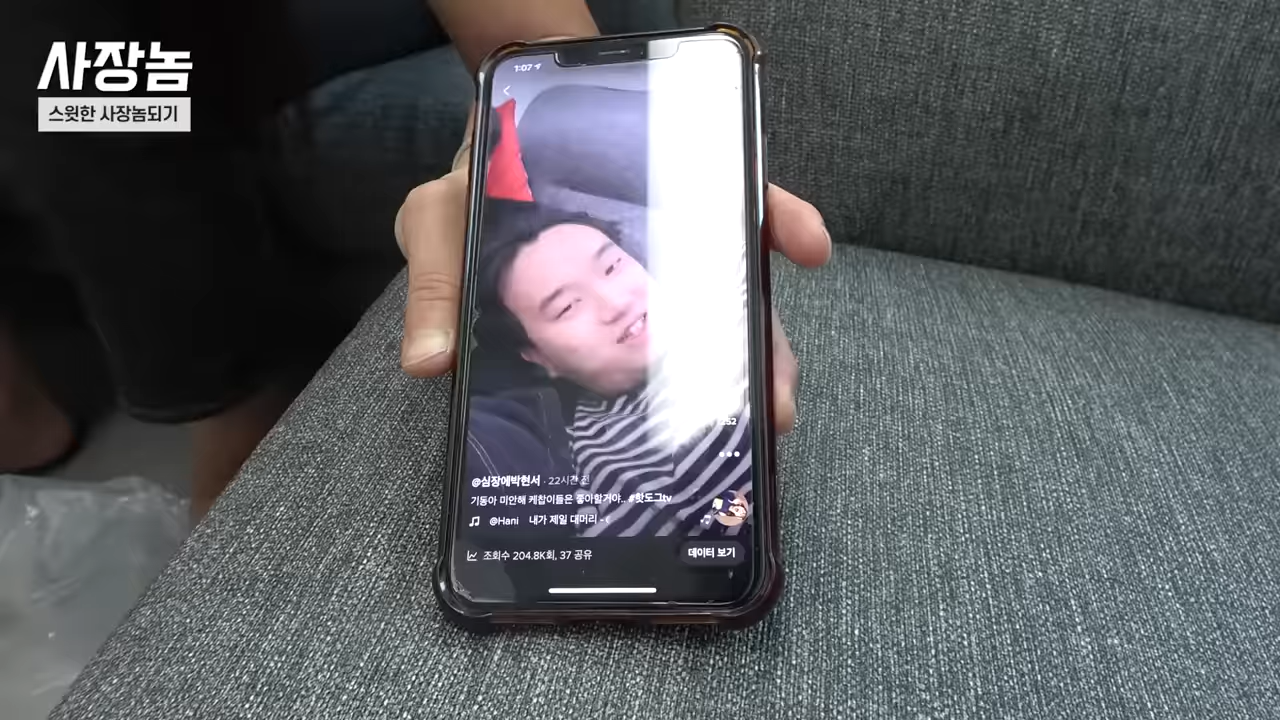 사장놈
스윗한 사장놈되기
1:07
@심장에박현서 · 22시간 전
기동아 미안해 케찹이들은 좋아할거야.. #핫도그tv
@Hani 내가 제일 대머리 -
조회수 204.8K회, 37 공유
데이터 보기